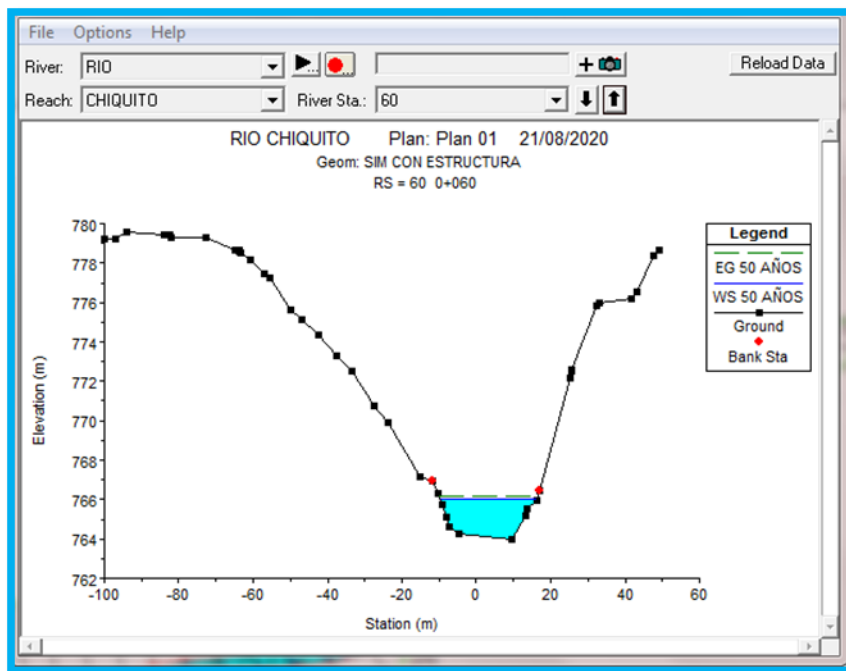 File Options Help
River: RIO Reload Data
Reach: CHIQUITO River Sta.: 60
RIO CHIQUITO Plan: Plan 01 21/08/2020
Geom: SIM CON ESTRUCTURA
RS = 60 0+060
780
778
776
774
772
770
768
766
764
762
Elevation (m)
-100 -80 -60 -40 -20 0 20 40 60
Station (m)
Legend
EG 50 AÑOS
WS 50 AÑOS
Ground
Bank Sta